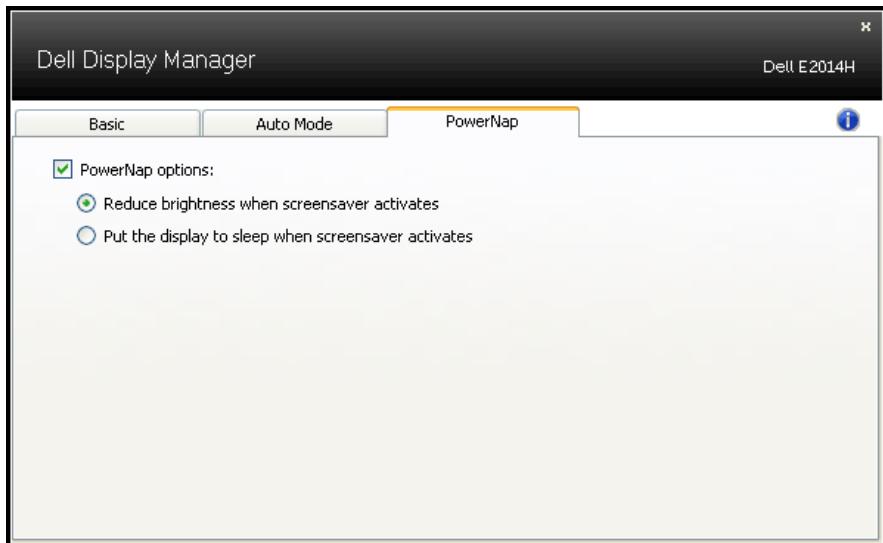 Dell Display Manager
Dell E2014H
Basic Auto Mode PowerNap
PowerNap options:
Reduce brightness when screensaver activates
Put the display to sleep when screensaver activates